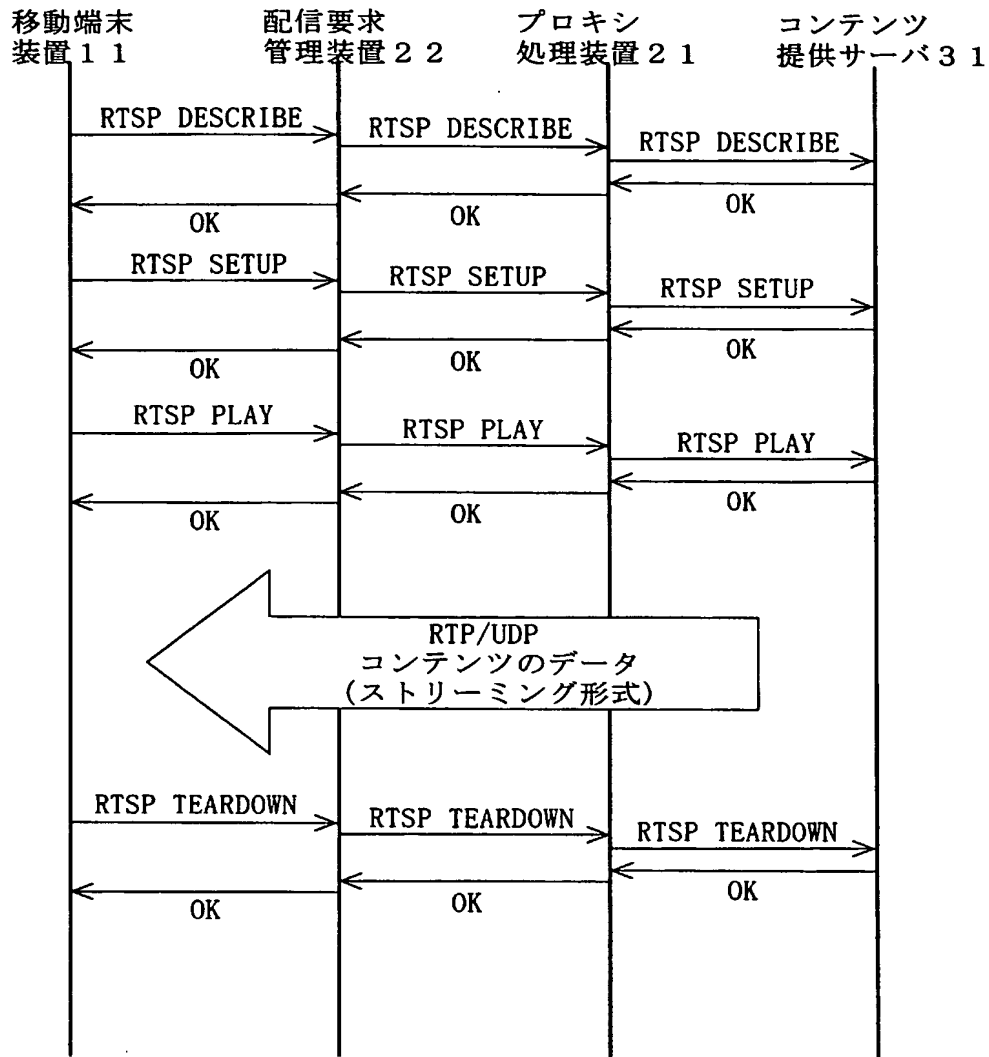 移動端末
装置１１
配信要求
管理装置２２
プロキシ
処理装置２１
コンテンツ
提供サーバ３１
RTSP DESCRIBE
RTSP DESCRIBE
RTSP DESCRIBE
OK
OK
OK
RTSP SETUP
RTSP SETUP
RTSP SETUP
OK
OK
OK
RTSP PLAY
RTSP PLAY
RTSP PLAY
OK
OK
OK
RTP/UDP
コンテンツのデータ
(ストリーミング形式)
RTSP TEARDOWN
RTSP TEARDOWN
RTSP TEARDOWN
OK
OK
OK